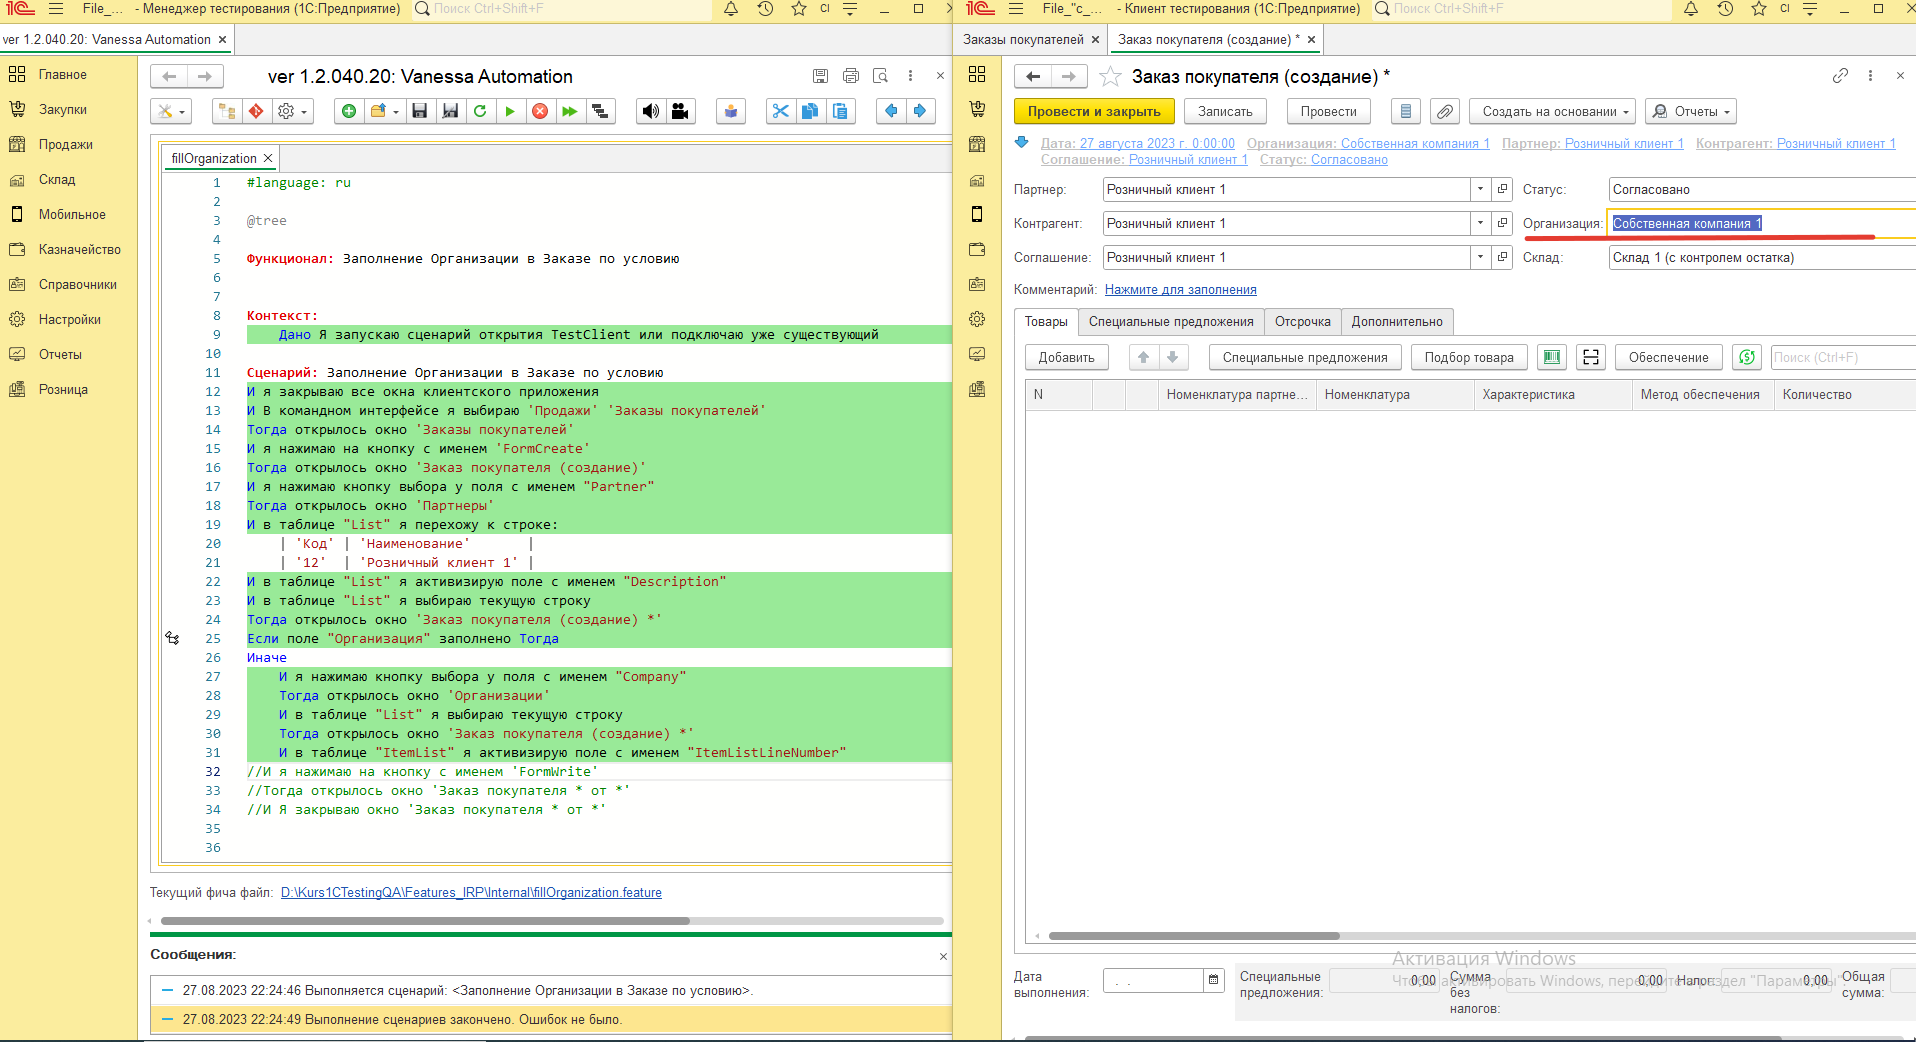 File_... - Менеджер тестирования (1С:Предприятие)
Поиск Ctrl+Shift+F
CI
File_"c_... - Клиент тестирования (1С:Предприятие)
Поиск Ctrl+Shift+F
CI
ver 1.2.040.20: Vanessa Automation
Заказы покупателей
Заказ покупателя (создание) *
Главное
Закупки
Продажи
Склад
Мобильное
Казначейство
Справочники
Настройки
Отчеты
Розница
ver 1.2.040.20: Vanessa Automation
fillOrganization
1 #language: ru
2
3 @tree
4
5 Функционал: Заполнение Организации в Заказе по условию
6
7
8 Контекст:
9 Дано Я запускаю сценарий открытия TestClient или подключаю уже существующий
10
11 Сценарий: Заполнение Организации в Заказе по условию
12 И я закрываю все окна клиентского приложения
13 И В командном интерфейсе я выбираю 'Продажи' 'Заказы покупателей'
14 Тогда открылось окно 'Заказы покупателей'
15 И я нажимаю на кнопку с именем 'FormCreate'
16 Тогда открылось окно 'Заказ покупателя (создание)'
17 И я нажимаю кнопку выбора у поля с именем "Partner"
18 Тогда открылось окно 'Партнеры'
19 И в таблице "List" я перехожу к строке:
20 | 'Код' | 'Наименование' |
21 | '12' | 'Розничный клиент 1' |
22 И в таблице "List" я активизирую поле с именем "Description"
23 И в таблице "List" я выбираю текущую строку
24 Тогда открылось окно 'Заказ покупателя (создание) *'
25 Если поле "Организация" заполнено Тогда
26 Иначе
27 И я нажимаю кнопку выбора у поля с именем "Company"
28 Тогда открылось окно 'Организации'
29 И в таблице "List" я выбираю текущую строку
30 Тогда открылось окно 'Заказ покупателя (создание) *'
31 И в таблице "ItemList" я активизирую поле с именем "ItemListLineNumber"
32 //И я нажимаю на кнопку с именем 'FormWrite'
33 //Тогда открылось окно 'Заказ покупателя * от *'
34 //И Я закрываю окно 'Заказ покупателя * от *'
35
36
Текущий фича файл: D:\Kurs1CTestingQA\Features_IRP\Internal\fillOrganization.feature
Сообщения:
27.08.2023 22:24:46 Выполняется сценарий: <Заполнение Организации в Заказе по условию>.
27.08.2023 22:24:49 Выполнение сценариев закончено. Ошибок не было.
Заказ покупателя (создание) *
Провести и закрыть
Записать
Провести
Создать на основании
Отчеты
Дата: 27 августа 2023 г. 0:00:00 Организация: Собственная компания 1 Партнер: Розничный клиент 1 Контрагент: Розничный клиент 1
Соглашение: Розничный клиент 1 Статус: Согласовано
Партнер: Розничный клиент 1 Статус: Согласовано
Контрагент: Розничный клиент 1 Организация: Собственная компания 1
Соглашение: Розничный клиент 1 Склад: Склад 1 (с контролем остатка)
Комментарий: Нажмите для заполнения
Товары Специальные предложения Отсрочка Дополнительно
Добавить
Специальные предложения
Подбор товара
Обеспечение
Поиск (Ctrl+F)
N Номенклатура партне... Номенклатура Характеристика Метод обеспечения Количество
Дата выполнения: . .
Специальные предложения: 0,00
Сумма без налогов: 0,00
Налог: 0,00
Общая сумма:
Активация Windows
Чтобы активировать Windows, перейдите в раздел "Параметры".